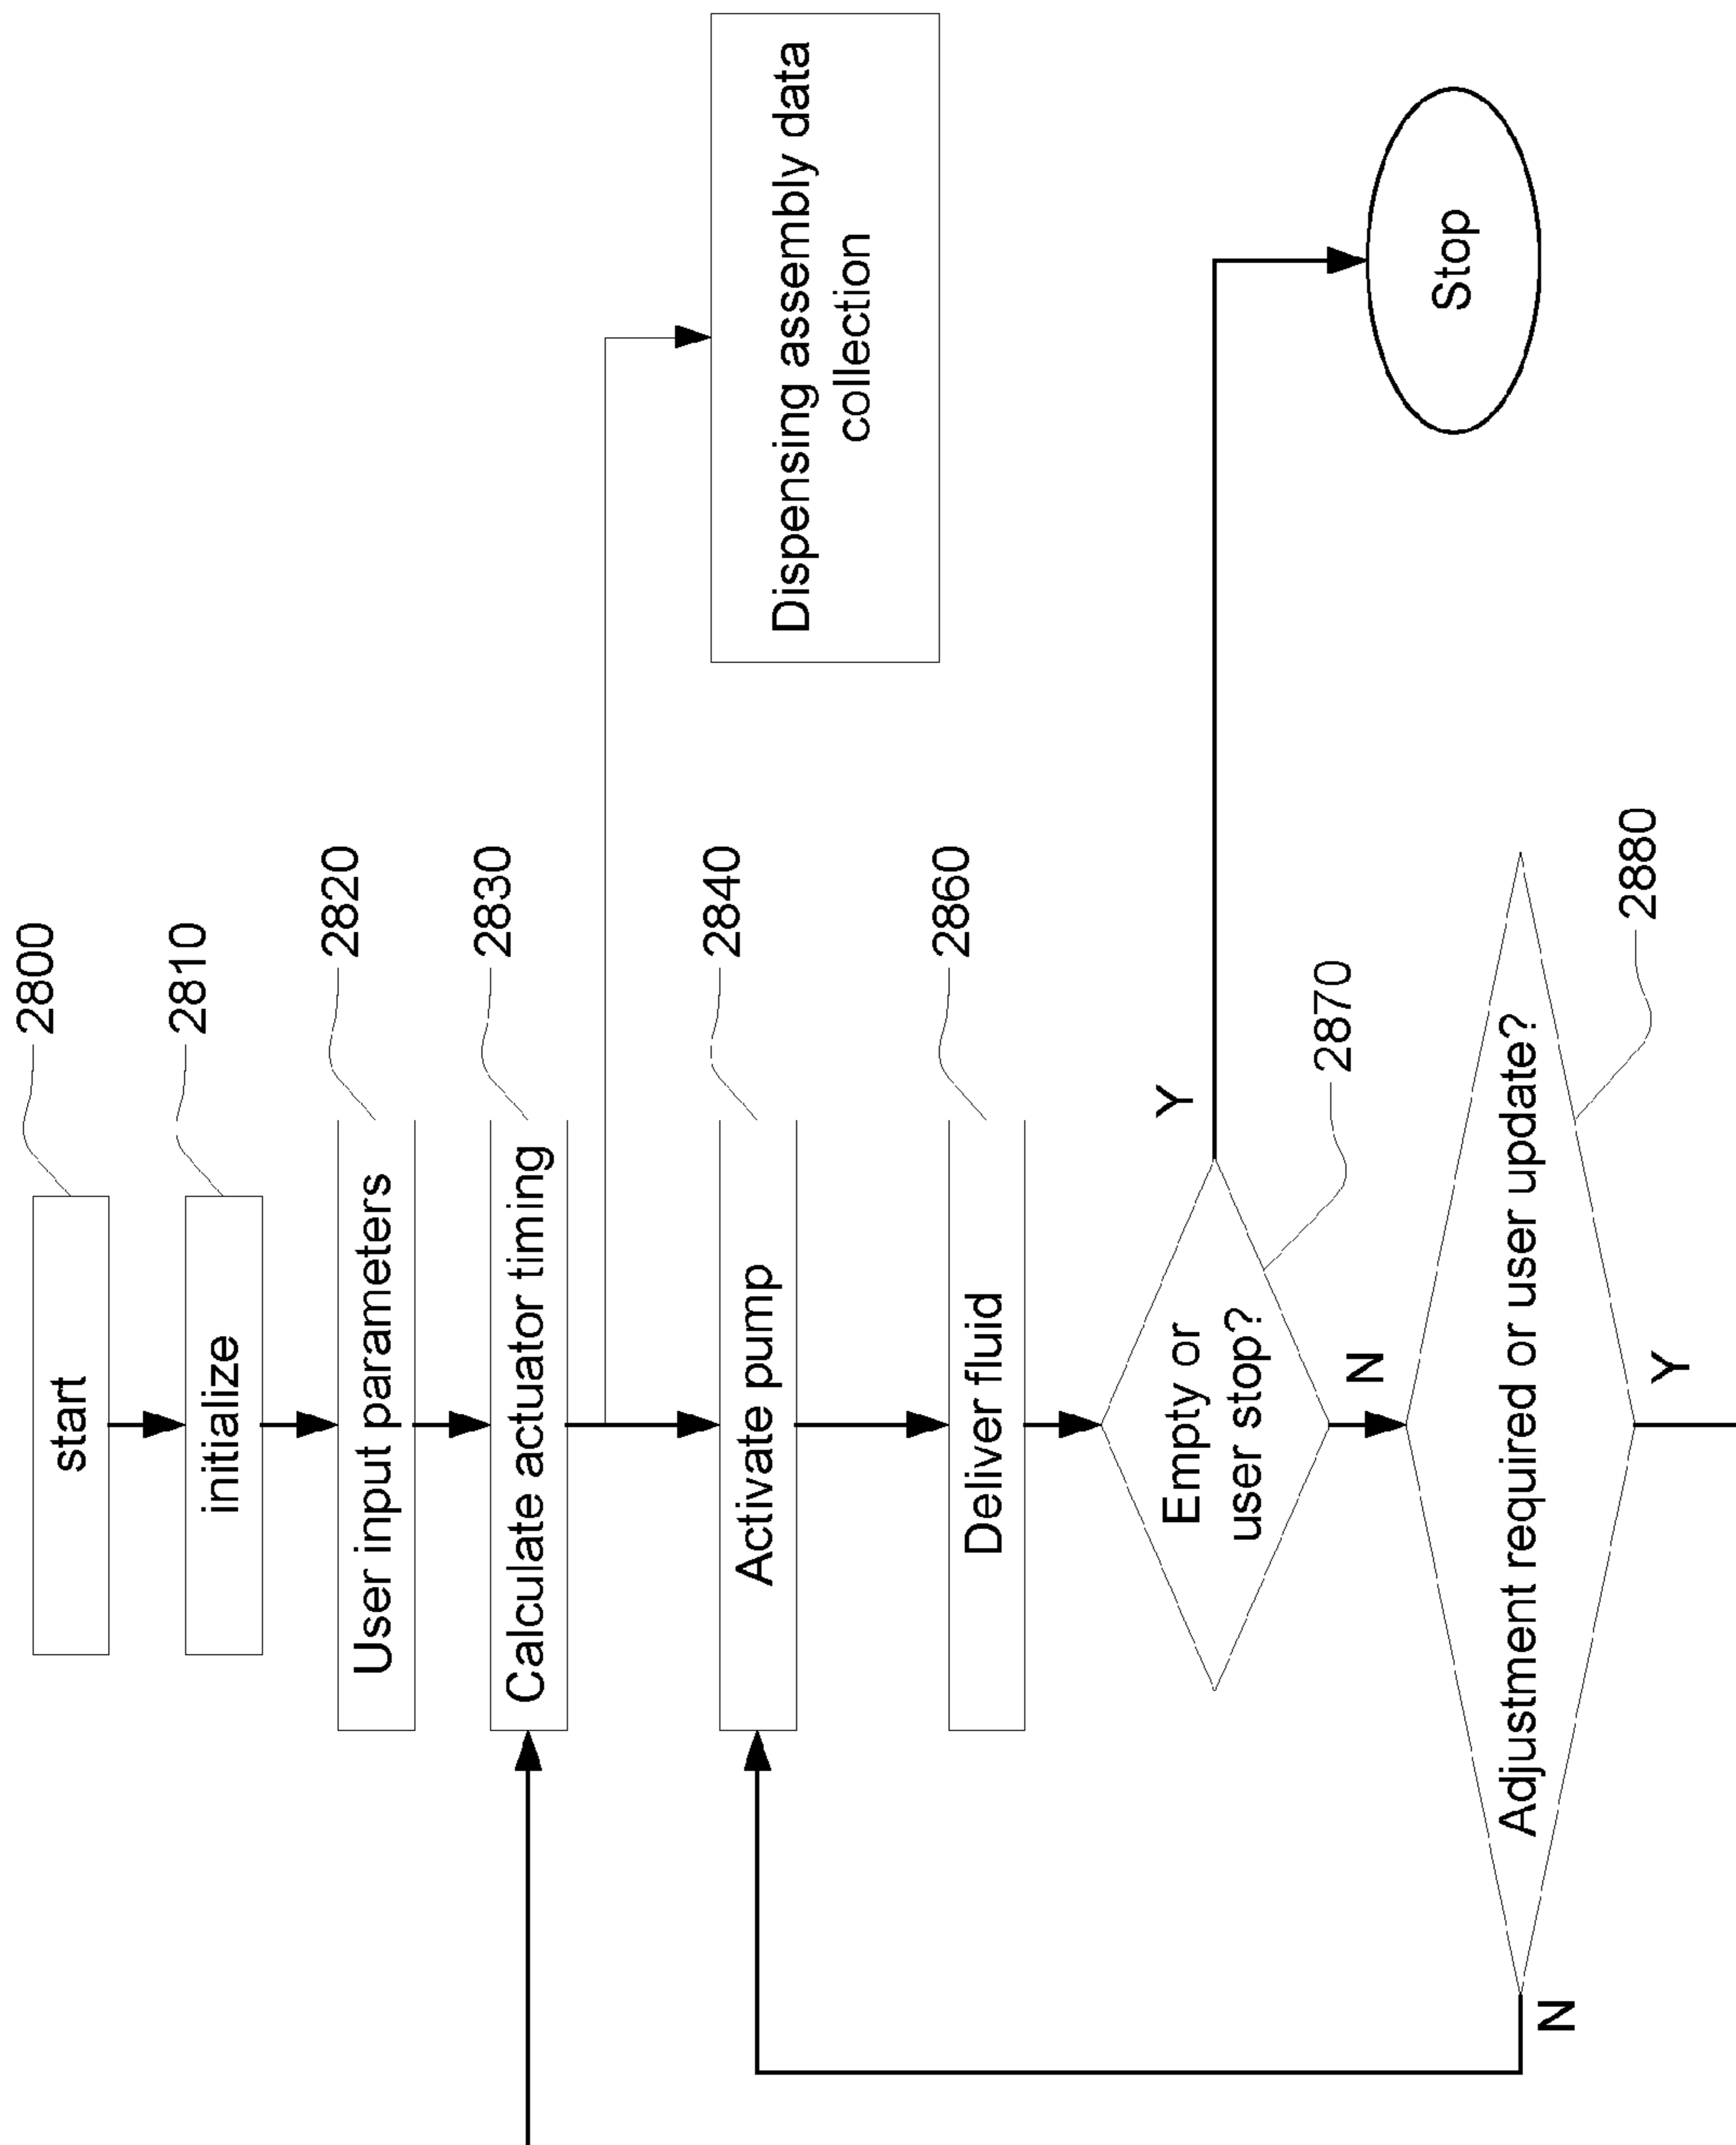 start
2800
initialize
2810
User input parameters
2820
Calculate actuator timing
2830
Dispensing assembly data
collection
Activate pump
2840
Deliver fluid
2860
Empty or
user stop?
Y
2870
N
Stop
Adjustment required or user update?
2880
N
Y